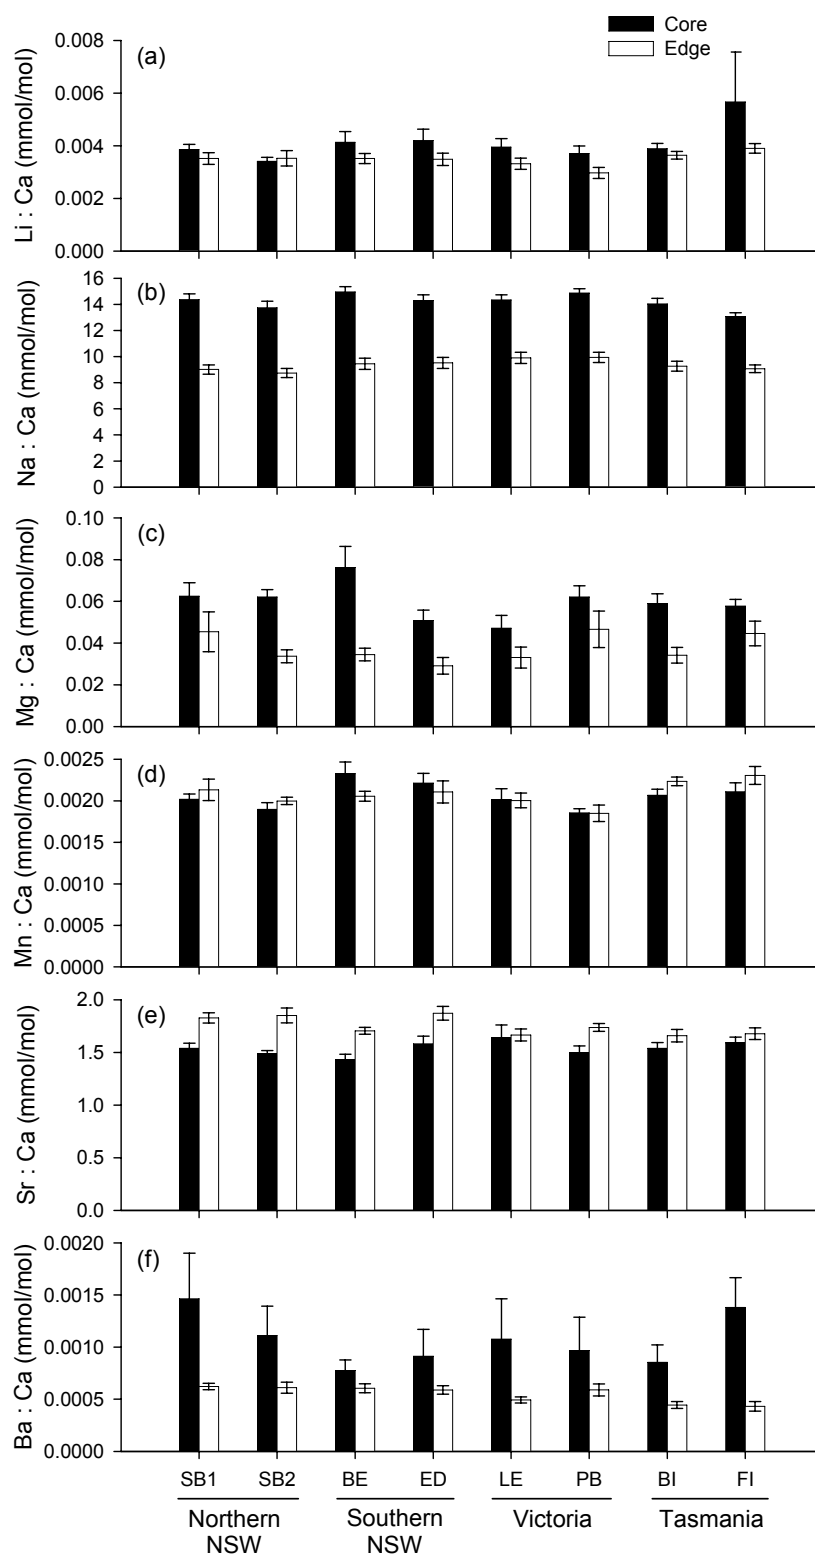 Core
Edge
(a)
Li : Ca (mmol/mol)
0.008
0.006
0.004
0.002
0.000
(b)
Na : Ca (mmol/mol)
16
14
12
10
8
6
4
2
0
(c)
Mg : Ca (mmol/mol)
0.10
0.08
0.06
0.04
0.02
0.00
(d)
Mn : Ca (mmol/mol)
0.0025
0.0020
0.0015
0.0010
0.0005
0.0000
(e)
Sr : Ca (mmol/mol)
2.0
1.5
1.0
0.5
0.0
(f)
Ba : Ca (mmol/mol)
0.0020
0.0015
0.0010
0.0005
0.0000
SB1 SB2 BE ED LE PB BI FI
Northern Southern Victoria Tasmania
NSW NSW